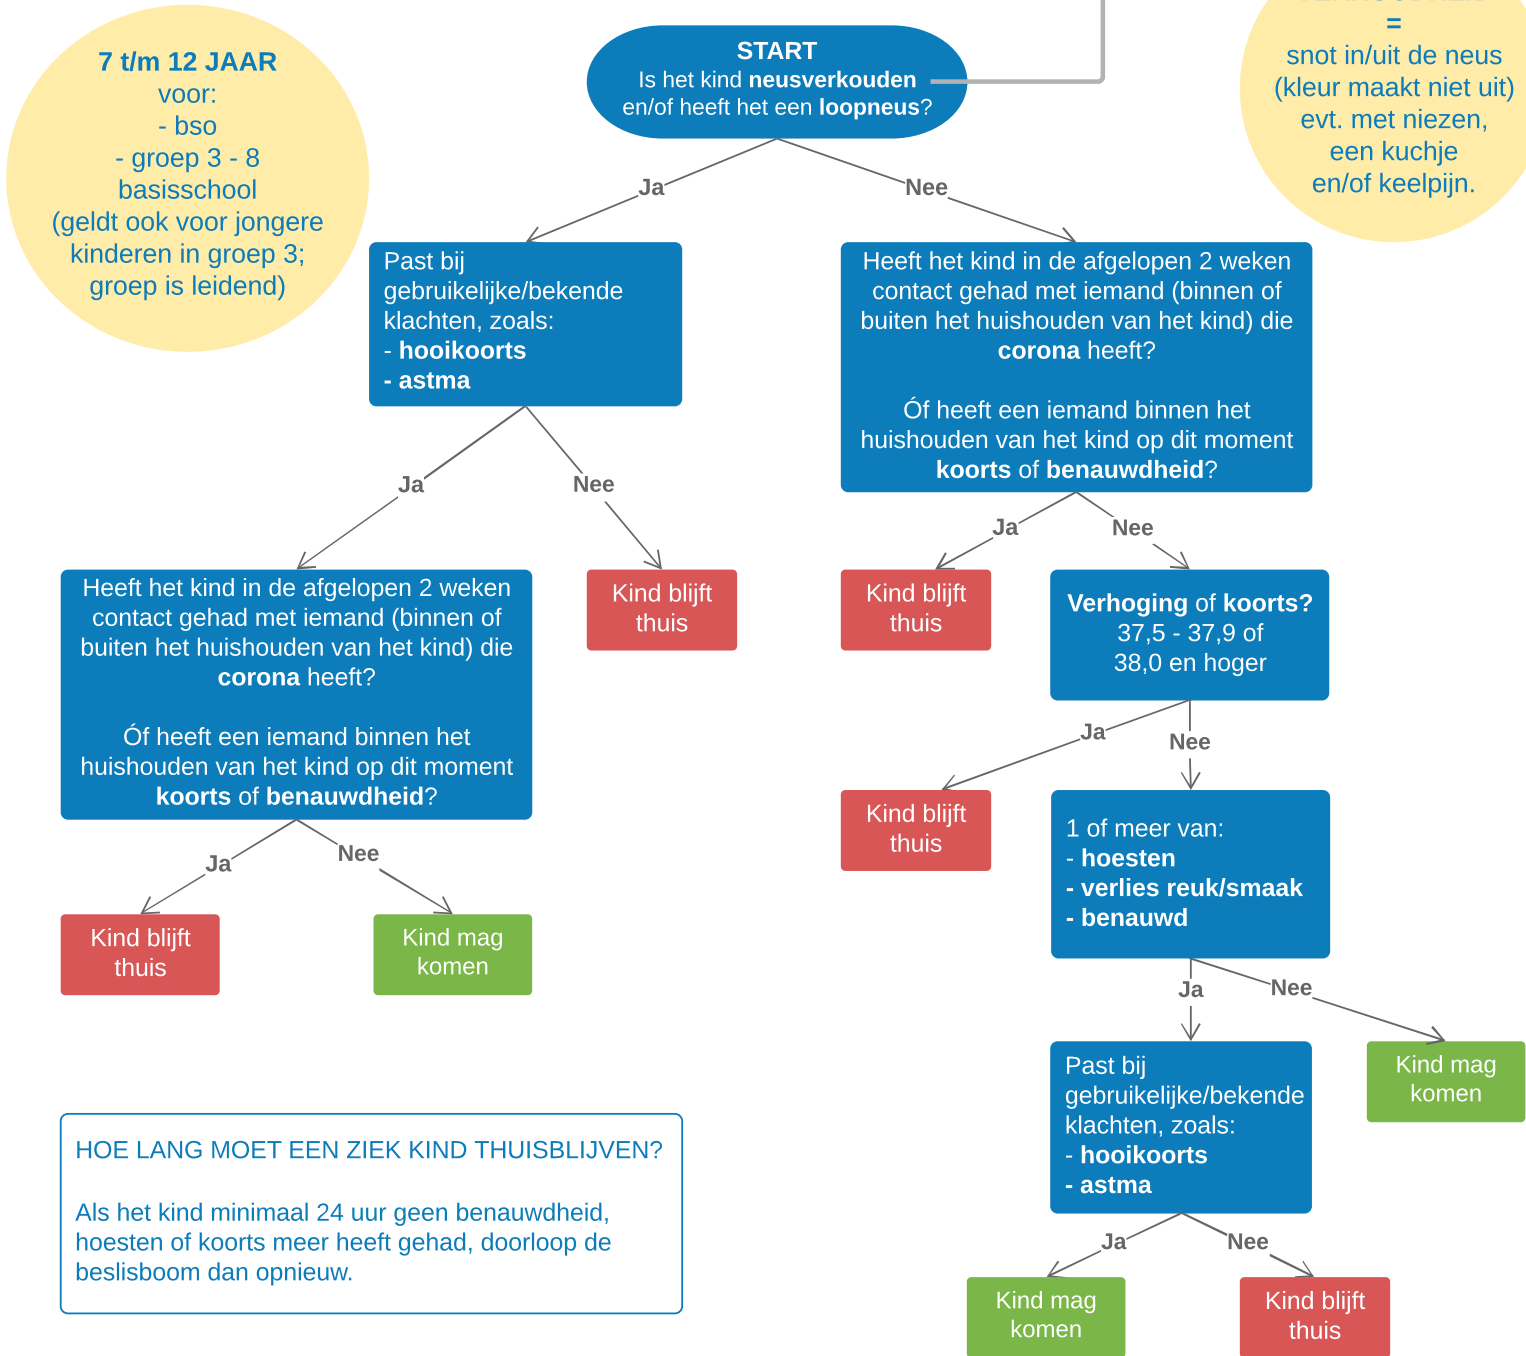 7 t/m 12 JAAR
voor:
- bso
- groep 3 - 8
basisschool
(geldt ook voor jongere
kinderen in groep 3;
groep is leidend)
START
Is het kind neusverkouden
en/of heeft het een loopneus?
=
snot in/uit de neus
(kleur maakt niet uit)
evt. met niezen,
een kuchje
en/of keelpijn.
Ja
Nee
Past bij
gebruikelijke/bekende
klachten, zoals:
- hooikoorts
- astma
Heeft het kind in de afgelopen 2 weken
contact gehad met iemand (binnen of
buiten het huishouden van het kind) die
corona heeft?
Óf heeft een iemand binnen het
huishouden van het kind op dit moment
koorts of benauwdheid?
Ja
Nee
Ja
Nee
Heeft het kind in de afgelopen 2 weken
contact gehad met iemand (binnen of
buiten het huishouden van het kind) die
corona heeft?
Óf heeft een iemand binnen het
huishouden van het kind op dit moment
koorts of benauwdheid?
Kind blijft
thuis
Kind blijft
thuis
Verhoging of koorts?
37,5 - 37,9 of
38,0 en hoger
Ja
Nee
Kind blijft
thuis
1 of meer van:
- hoesten
- verlies reuk/smaak
- benauwd
Ja
Nee
Kind blijft
thuis
Kind mag
komen
Ja
Nee
Past bij
gebruikelijke/bekende
klachten, zoals:
- hooikoorts
- astma
Kind mag
komen
HOE LANG MOET EEN ZIEK KIND THUISBLIJVEN?
Als het kind minimaal 24 uur geen benauwdheid,
hoesten of koorts meer heeft gehad, doorloop de
beslisboom dan opnieuw.
Ja
Nee
Kind mag
komen
Kind blijft
thuis